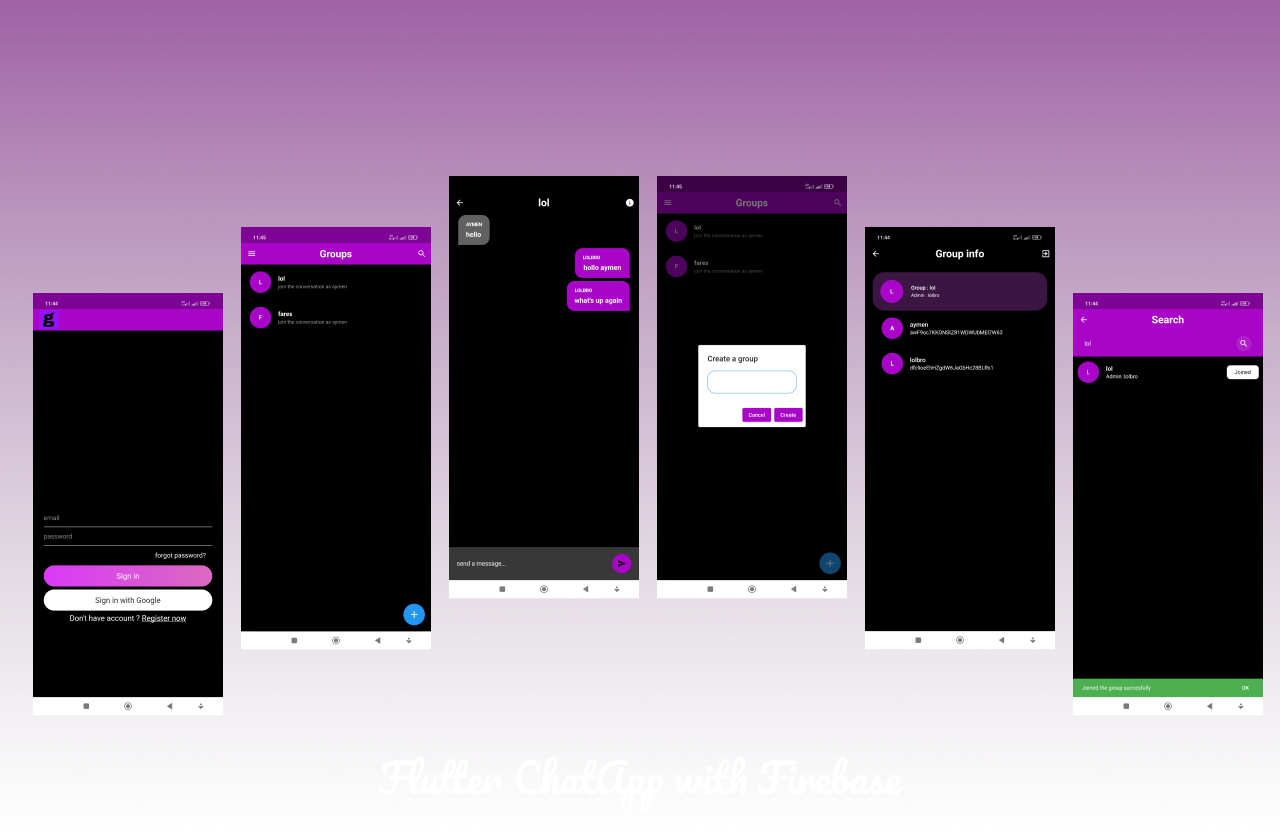 11:44
g
email
password
forgot password?
Sign in
Sign in with Google
Don't have account ? Register now
11:45
Groups
L
lol
join the conversation as aymen
F
fares
join the conversation as aymen
lol
AYMEN
hello
LOLBRO
hollo aymen
LOLBRO
what's up again
send a message...
11:45
Groups
L
lol
join the conversation as aymen
F
fares
join the conversation as aymen
Create a group
Cancel
Create
11:44
Group info
L
Group : lol
Admin : lolbro
A
aymen
L
lolbro
11:44
Search
lol
L
lol
Admin :lolbro
Joined
Joined the group succesfully
OK
Flutter ChatApp with Firebase